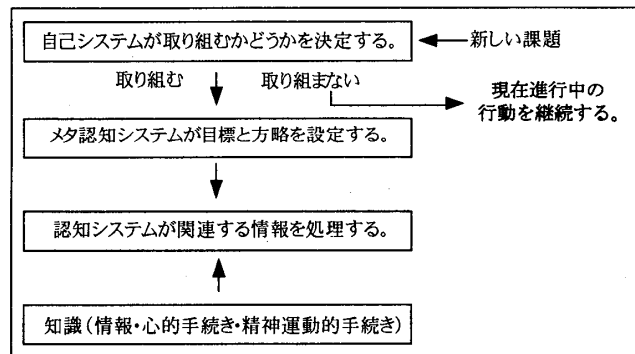 自己システムが取り組むかどうかを決定する。
新しい課題
取り組む
取り組まない
現在進行中の
行動を継続する。
メタ認知システムが目標と方略を設定する。
認知システムが関連する情報を処理する。
知識(情報・心的手続き・精神運動的手続き)